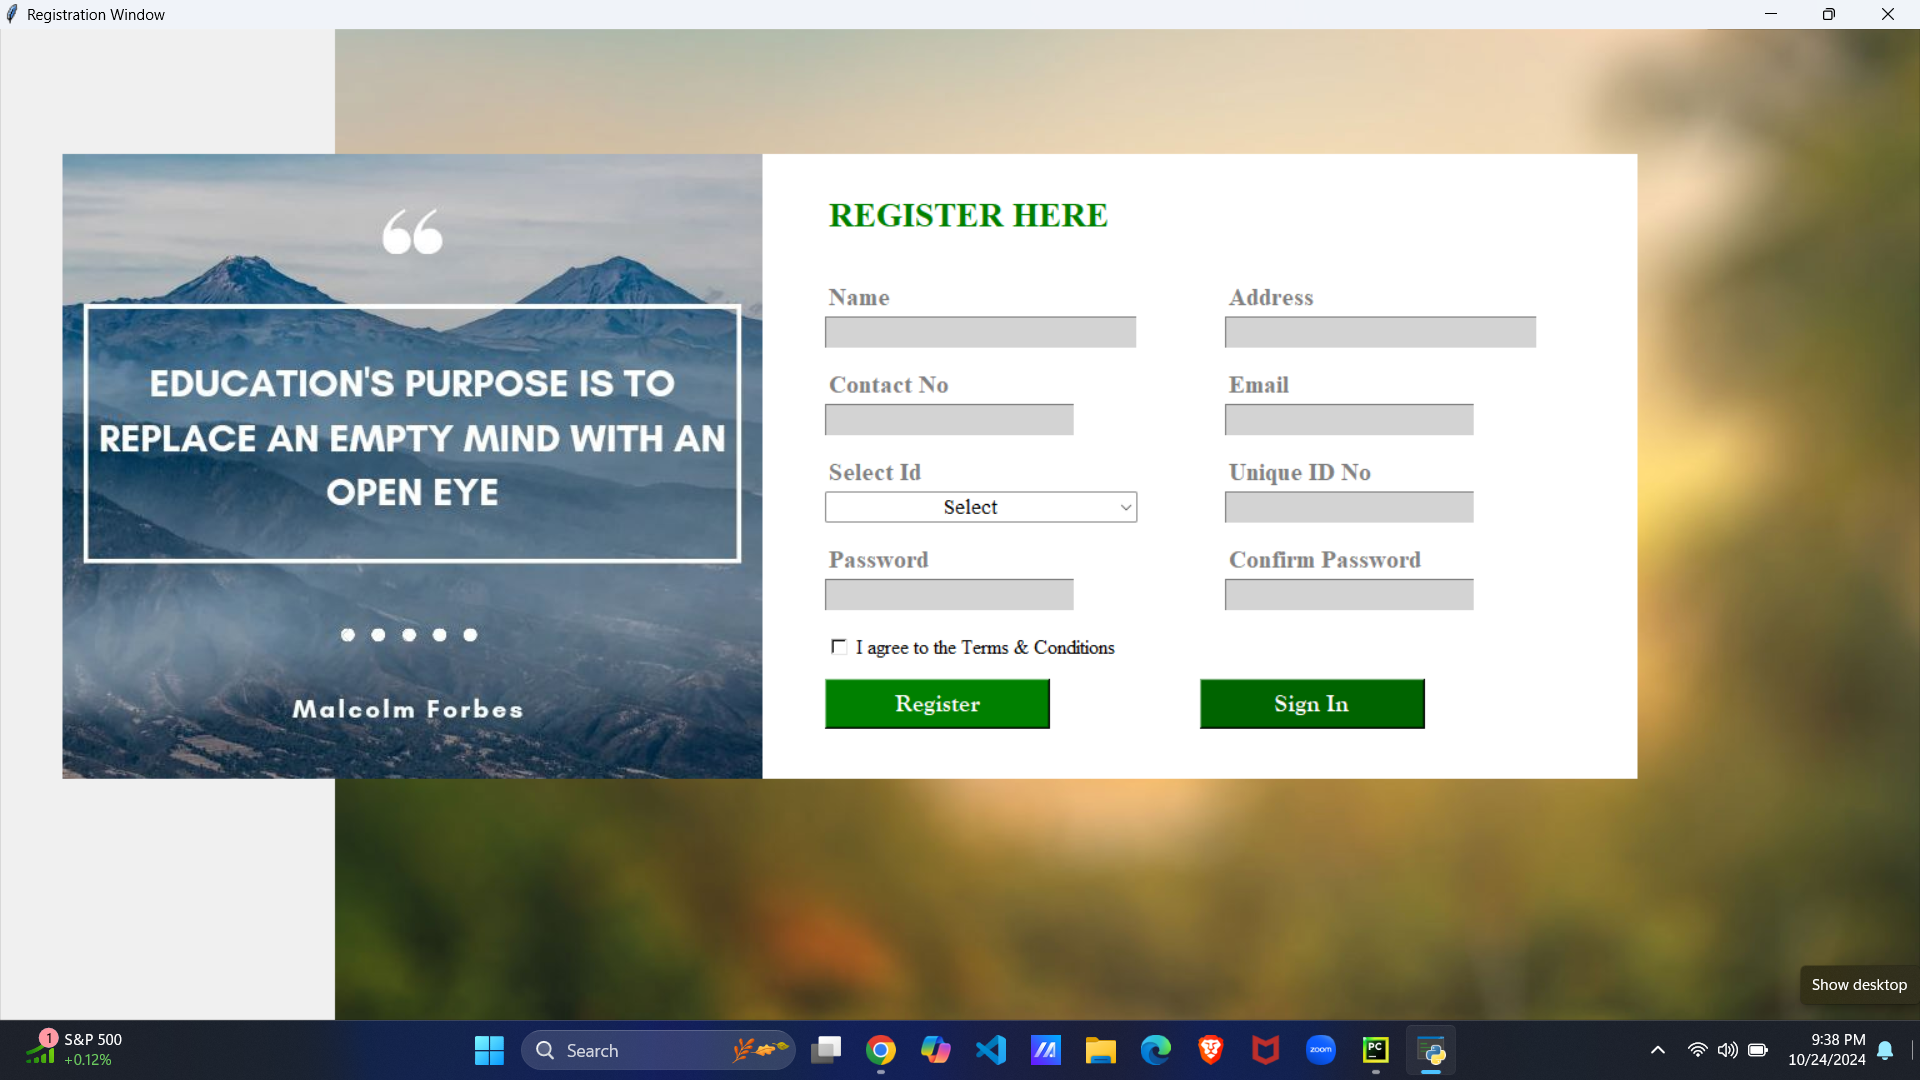 Registration Window
EDUCATION'S PURPOSE IS TO
REPLACE AN EMPTY MIND WITH AN
OPEN EYE
Malcolm Forbes
REGISTER HERE
Name
Address
Contact No
Email
Select Id
Unique ID No
Select
Password
Confirm Password
I agree to the Terms & Conditions
Register
Sign In
Show desktop
1
S&P 500
+0.12%
Search
zoom
PC
9:38 PM
10/24/2024